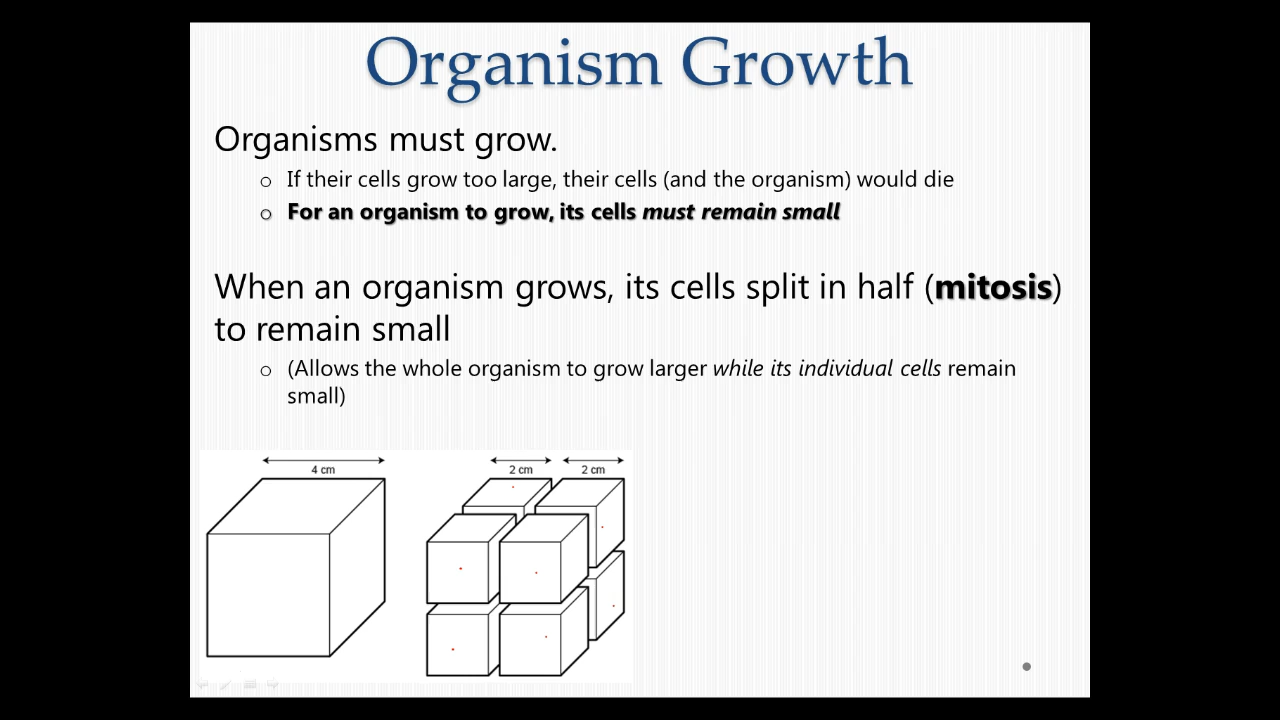 Organism Growth
Organisms must grow.
o If their cells grow too large, their cells (and the organism) would die
o For an organism to grow, its cells must remain small
When an organism grows, its cells split in half (mitosis)
to remain small
o (Allows the whole organism to grow larger while its individual cells remain
small)
4 cm
2 cm
2 cm